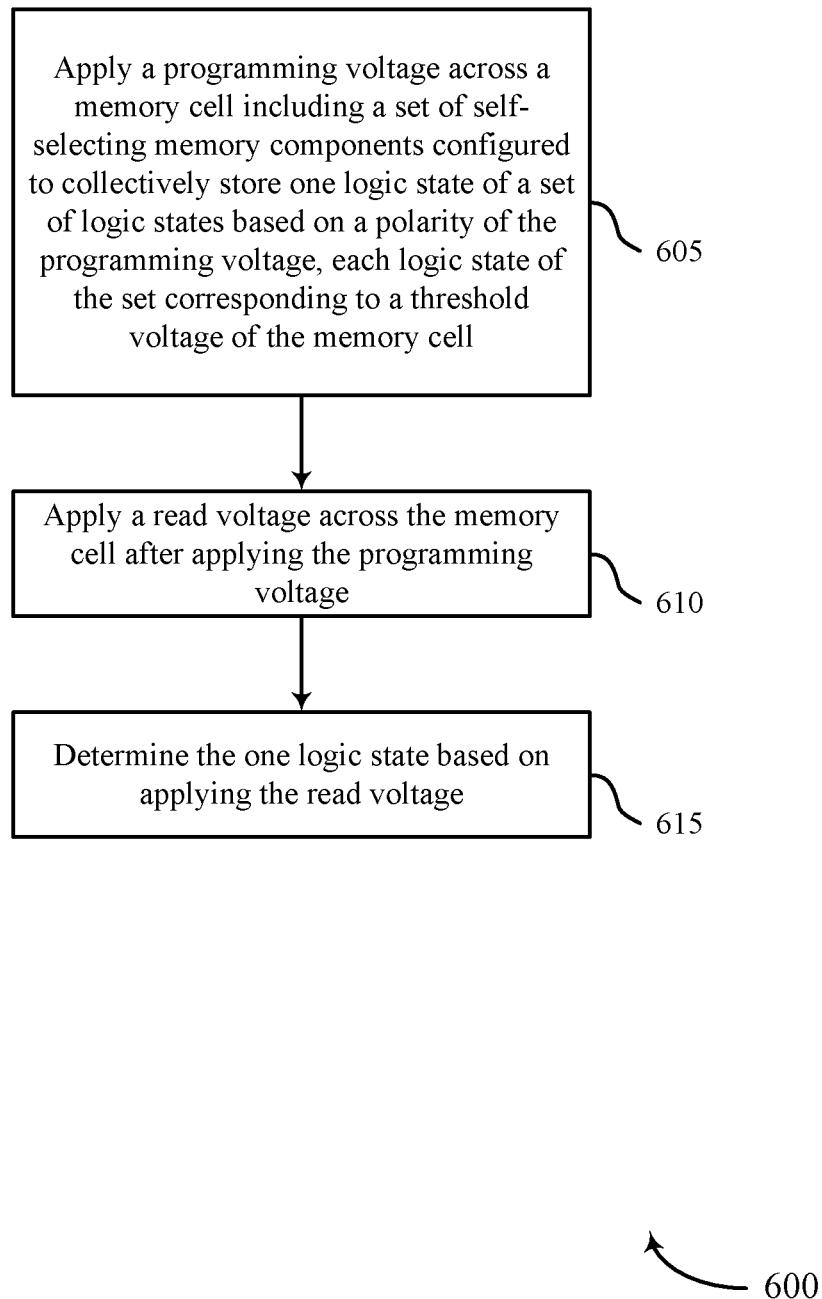 Apply a programming voltage across a
memory cell including a set of self-
selecting memory components configured
to collectively store one logic state of a set
of logic states based on a polarity of the
programming voltage, each logic state of
the set corresponding to a threshold
voltage of the memory cell
605
Apply a read voltage across the memory
cell after applying the programming
voltage
610
Determine the one logic state based on
applying the read voltage
615
600